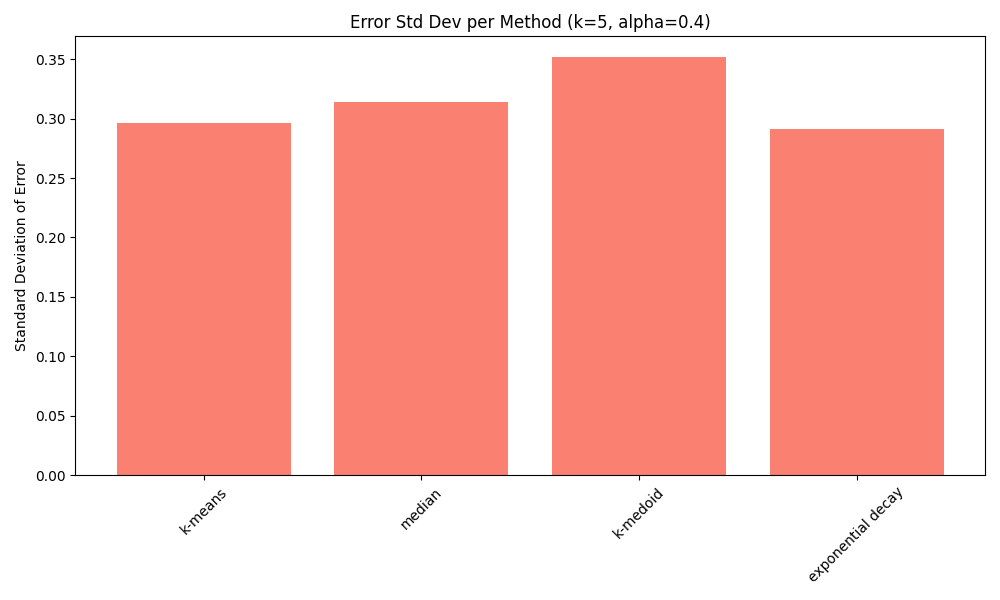 Error Std Dev per Method (k=5, alpha=0.4)
Standard Deviation of Error
0.35
0.30
0.25
0.20
0.15
0.10
0.05
0.00
k-means
median
k-medoid
exponential decay